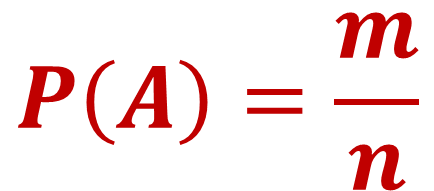 P(A) = m/n